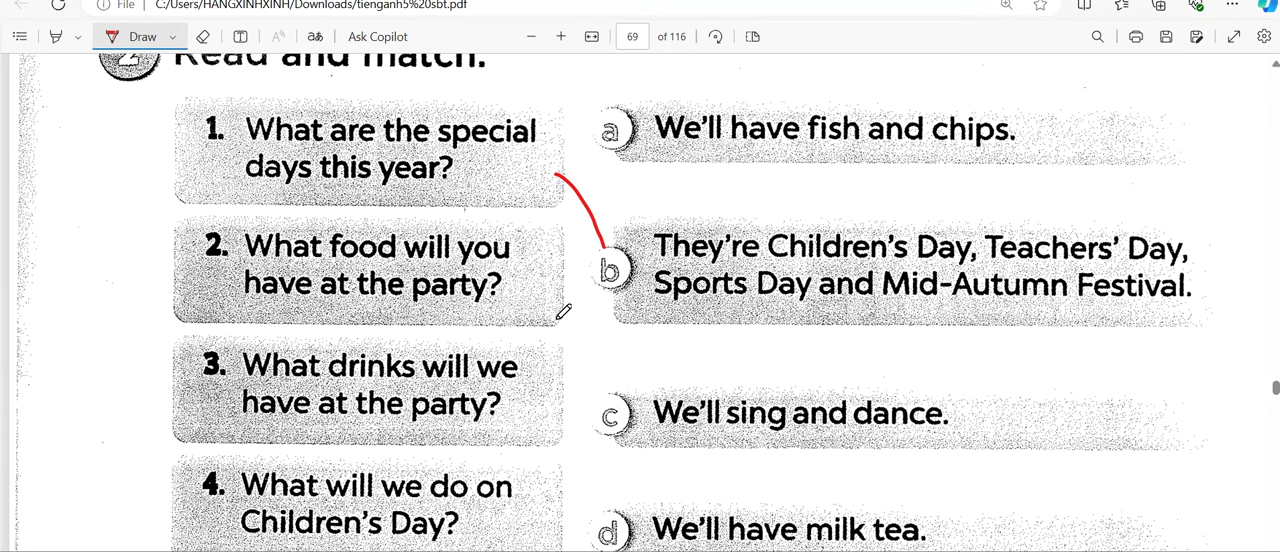 File
C:/Users/HANGXINHXINH/Downloads/tienganh5%20sbt.pdf
Draw
Ask Copilot
69 of 116
2 Read and match.
1. What are the special
days this year?
a We'll have fish and chips.
2. What food will you
have at the party?
b They're Children's Day, Teachers' Day,
Sports Day and Mid-Autumn Festival.
3. What drinks will we
have at the party?
c We'll sing and dance.
4. What will we do on
Children's Day?
d We'll have milk tea.